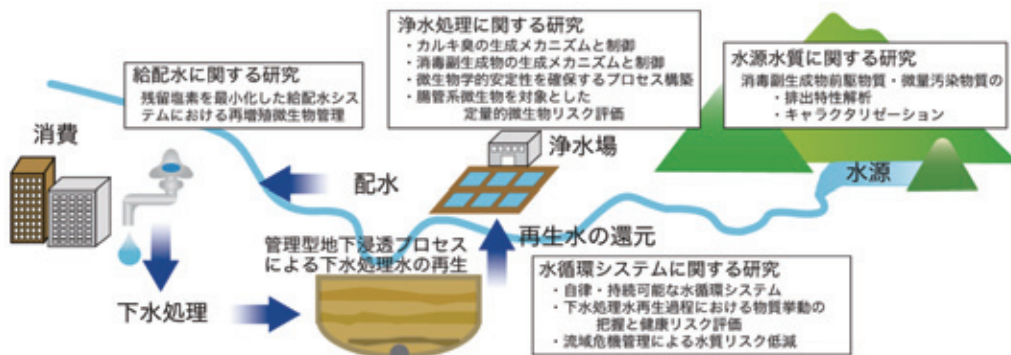 浄水処理に関する研究
・カルキ臭の生成メカニズムと制御
・消毒副生成物の生成メカニズムと制御
・微生物学的安定性を確保するプロセス構築
・腸管系微生物を対象とした
定量的微生物リスク評価
水源水質に関する研究
消毒副生成物前駆物質・微量汚染物質の
・排出特性解析
・キャラクタリゼーション
給配水に関する研究
残留塩素を最小化した給配水シス
テムにおける再増殖微生物管理
消費
浄水場
水源
配水
管理型地下浸透プロセス
による下水処理水の再生
再生水の還元
下水処理
水循環システムに関する研究
・自律・持続可能な水循環システム
・下水処理水再生過程における物質挙動の
把握と健康リスク評価
・流域危機管理による水質リスク低減